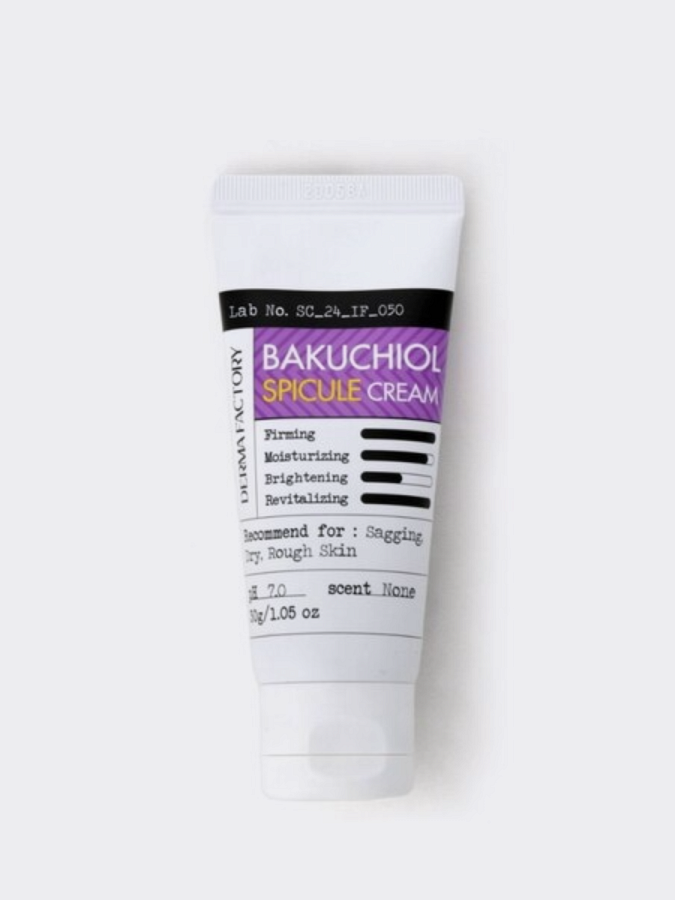 Lab No. SC_24_IF_050
DERMA FACTORY
BAKUCHIOL
SPICULE CREAM
Firming
Moisturizing
Brightening
Revitalizing
Recommend for : Sagging,
Dry, Rough Skin
pH 7.0 scent None
30g/1.05 oz